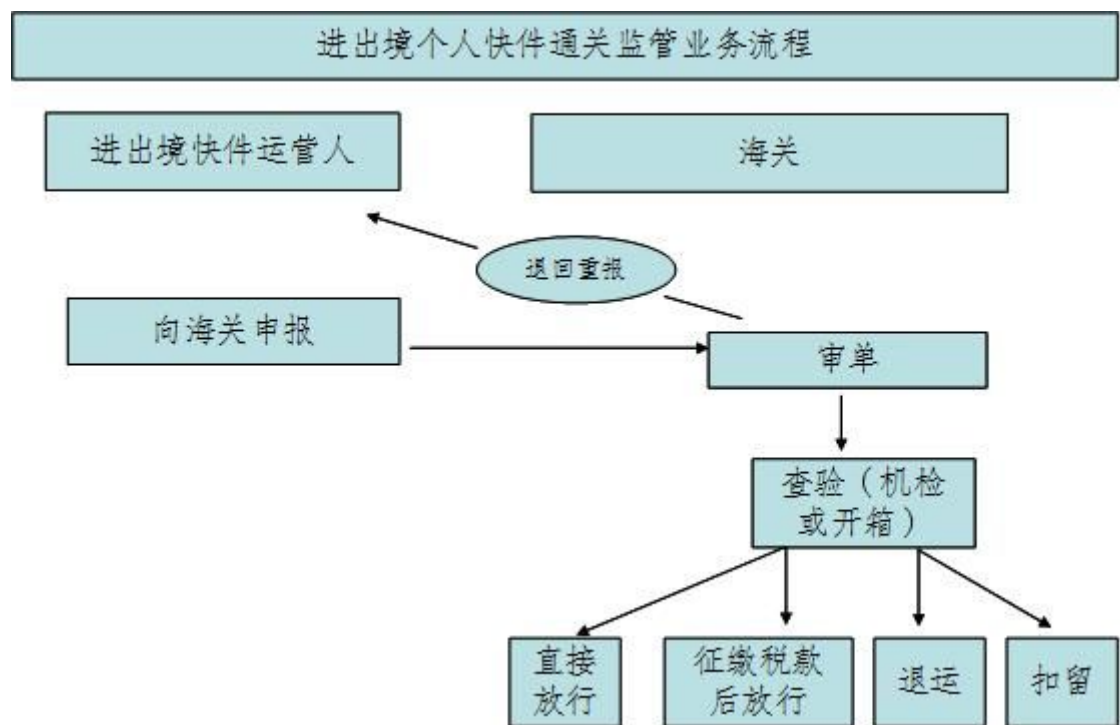 进出境个人快件通关监管业务流程
进出境快件运营人
海关
退回重报
向海关申报
审单
查验（机检
或开箱）
直接
放行
征缴税款
后放行
退运
扣留